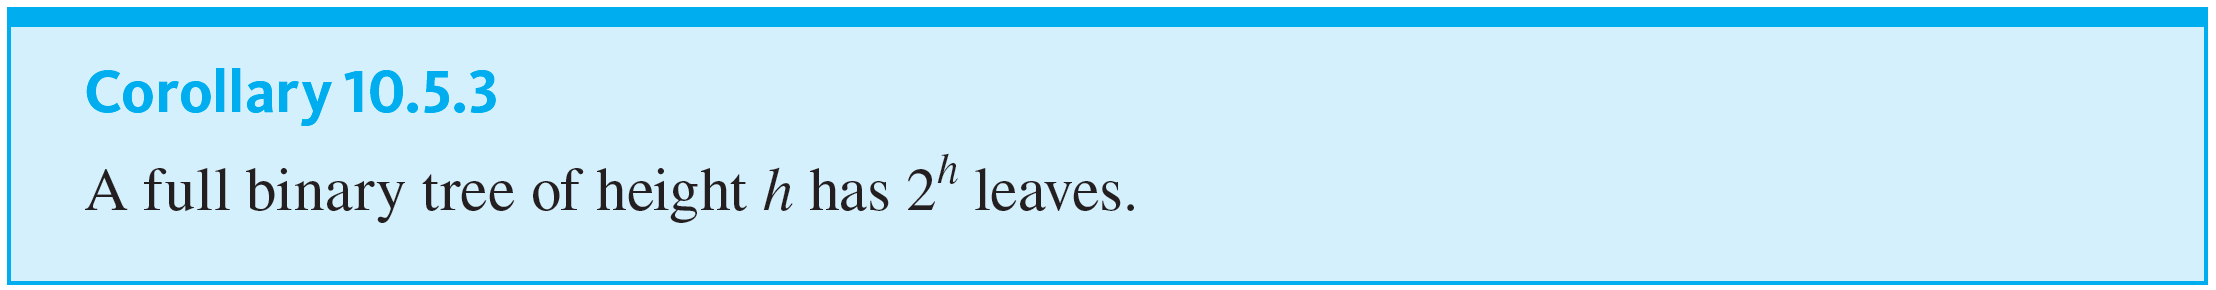 Corollary 10.5.3
A full binary tree of height h has 2^h leaves.